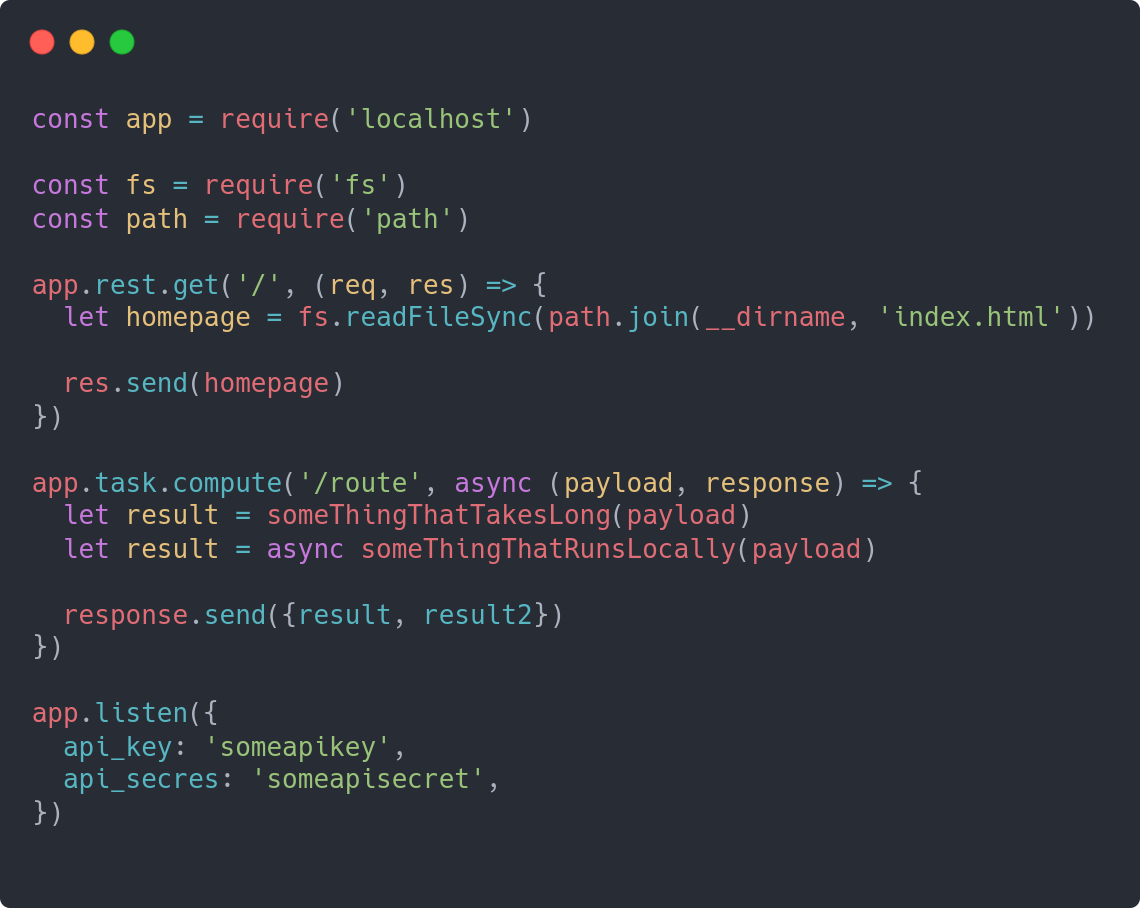 const app = require('localhost')

const fs = require('fs')
const path = require('path')

app.rest.get('/', (req, res) => {
  let homepage = fs.readFileSync(path.join(__dirname, 'index.html'))

  res.send(homepage)
})

app.task.compute('/route', async (payload, response) => {
  let result = someThingThatTakesLong(payload)
  let result = async someThingThatRunsLocally(payload)

  response.send({result, result2})
})

app.listen({
  api_key: 'someapikey',
  api_secres: 'someapisecret',
})